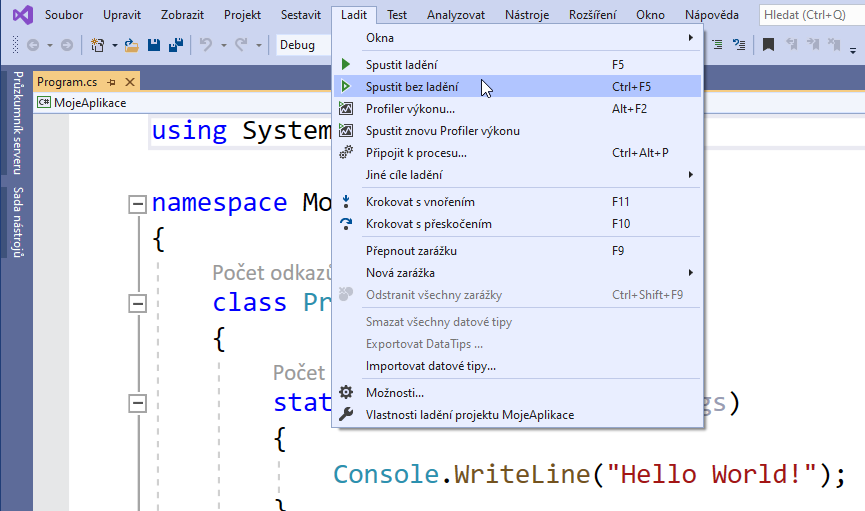 Soubor Upravit Zobrazit Projekt Sestavit Ladit Test Analyzovat Nástroje Rozšíření Okno Nápověda Hledat (Ctrl+Q)
Debug
Průzkumník serveru
Sada nástrojů
Program.cs
C# MojeAplikace
Okna
Spustit ladění F5
Spustit bez ladění Ctrl+F5
Profiler výkonu... Alt+F2
Spustit znovu Profiler výkonu
Připojit k procesu... Ctrl+Alt+P
Jiné cíle ladění
Krokovat s vnořením F11
Krokovat s přeskočením F10
Přepnout zarážku F9
Nová zarážka
Odstranit všechny zarážky Ctrl+Shift+F9
Smazat všechny datové tipy
Exportovat DataTips ...
Importovat datové tipy...
Možnosti...
Vlastnosti ladění projektu MojeAplikace
using System
namespace Mo
{
Počet odkazů
class Pr
{
Počet
stat gs)
{
Console.WriteLine("Hello World!");
}